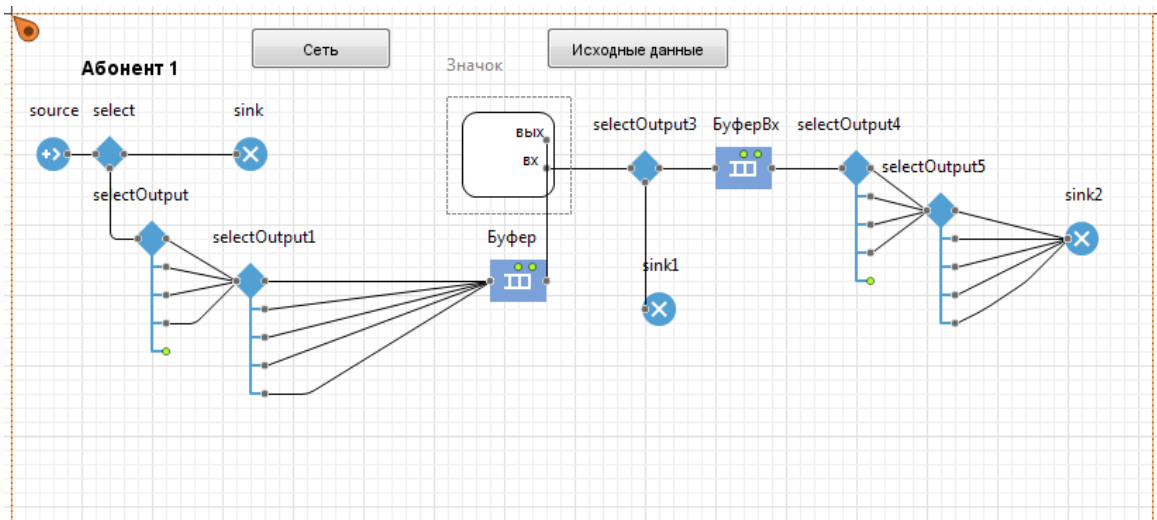 Сеть
Исходные данные
Абонент 1
Значок
source
select
sink
вых
вх
selectOutput3
БуферВх
selectOutput4
selectOutput5
selectOutput
sink2
selectOutput1
Буфер
sink1